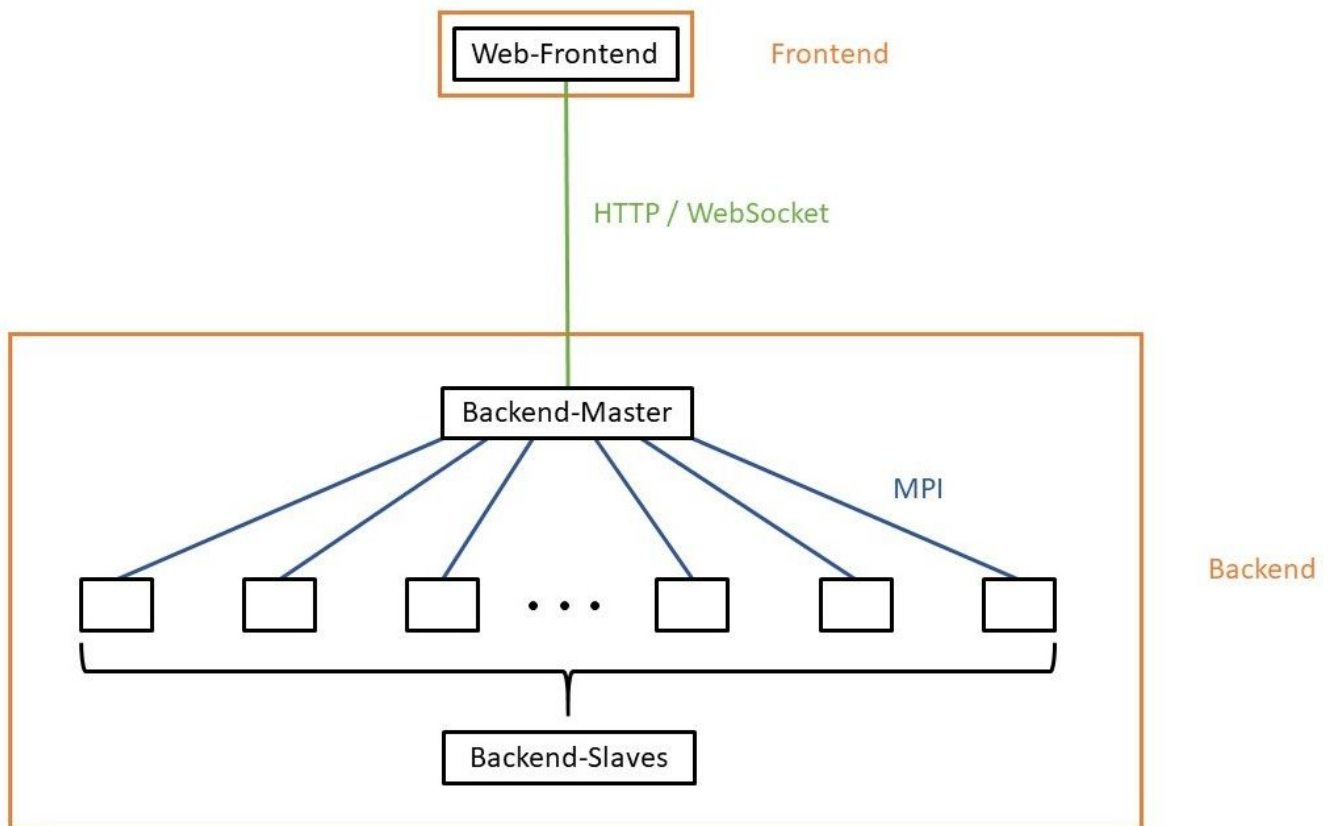 Web-Frontend
Frontend
HTTP / WebSocket
Backend-Master
MPI
Backend
Backend-Slaves